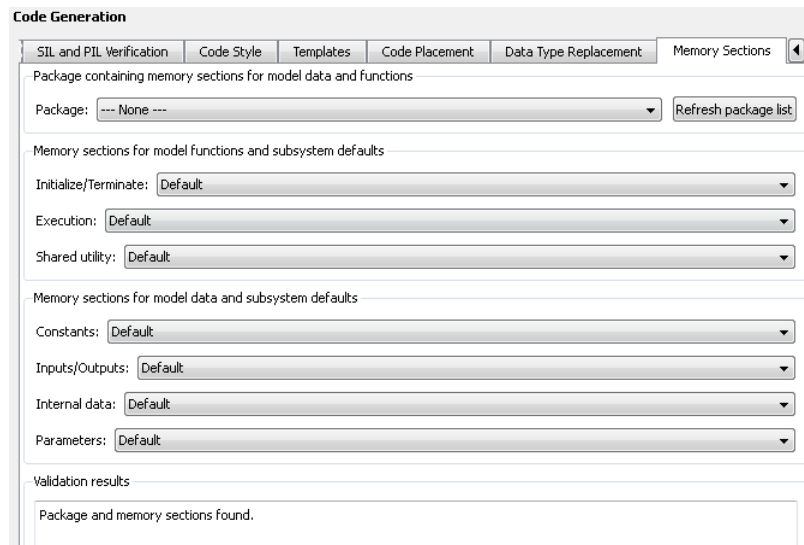 Code Generation
SIL and PIL Verification Code Style Templates Code Placement Data Type Replacement Memory Sections
Package containing memory sections for model data and functions
Package: --- None --- Refresh package list
Memory sections for model functions and subsystem defaults
Initialize/Terminate: Default
Execution: Default
Shared utility: Default
Memory sections for model data and subsystem defaults
Constants: Default
Inputs/Outputs: Default
Internal data: Default
Parameters: Default
Validation results
Package and memory sections found.